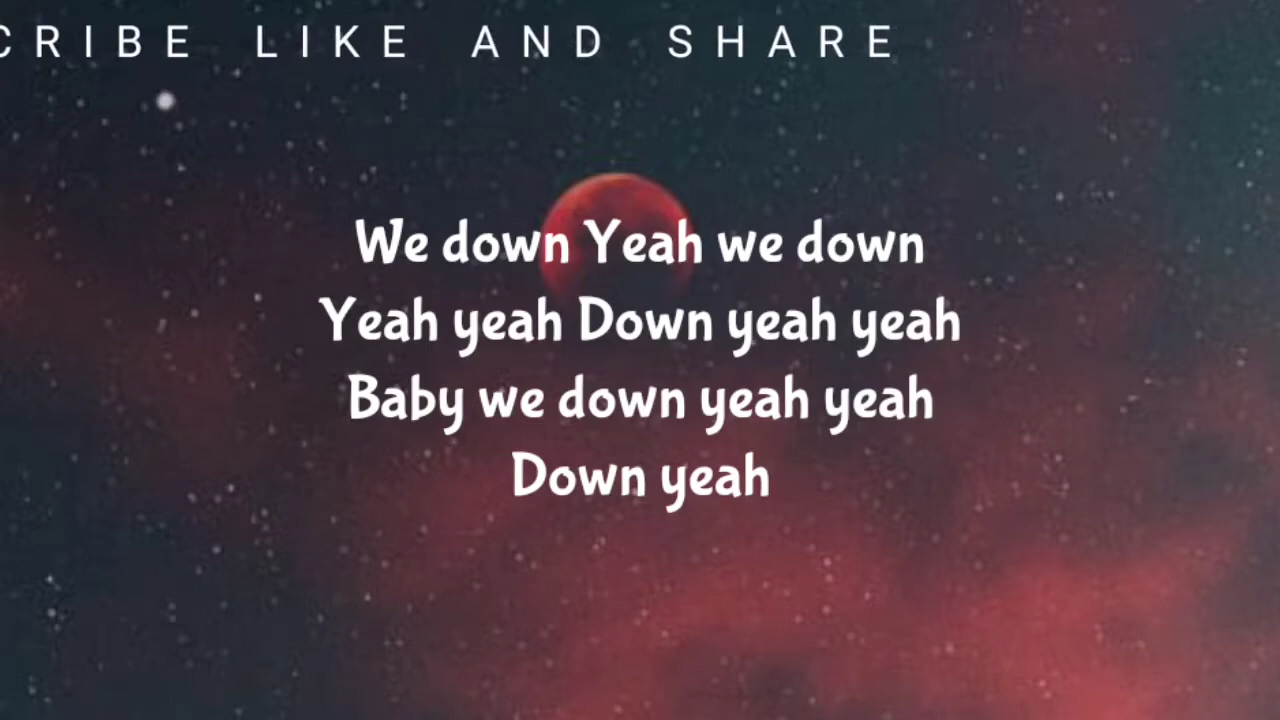 CRIBE LIKE AND SHARE
We down Yeah we down
Yeah yeah Down yeah yeah
Baby we down yeah yeah
Down yeah